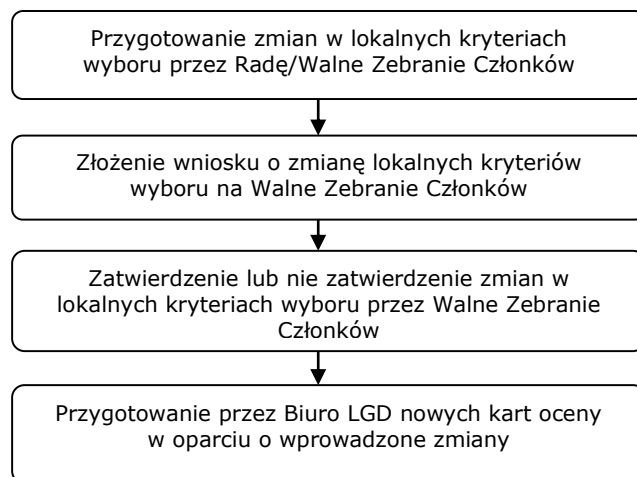 Przygotowanie zmian w lokalnych kryteriach
wyboru przez Radę/Walne Zebranie Członków
Złożenie wniosku o zmianę lokalnych kryteriów
wyboru na Walne Zebranie Członków
Zatwierdzenie lub nie zatwierdzenie zmian w
lokalnych kryteriach wyboru przez Walne Zebranie
Członków
Przygotowanie przez Biuro LGD nowych kart oceny
w oparciu o wprowadzone zmiany